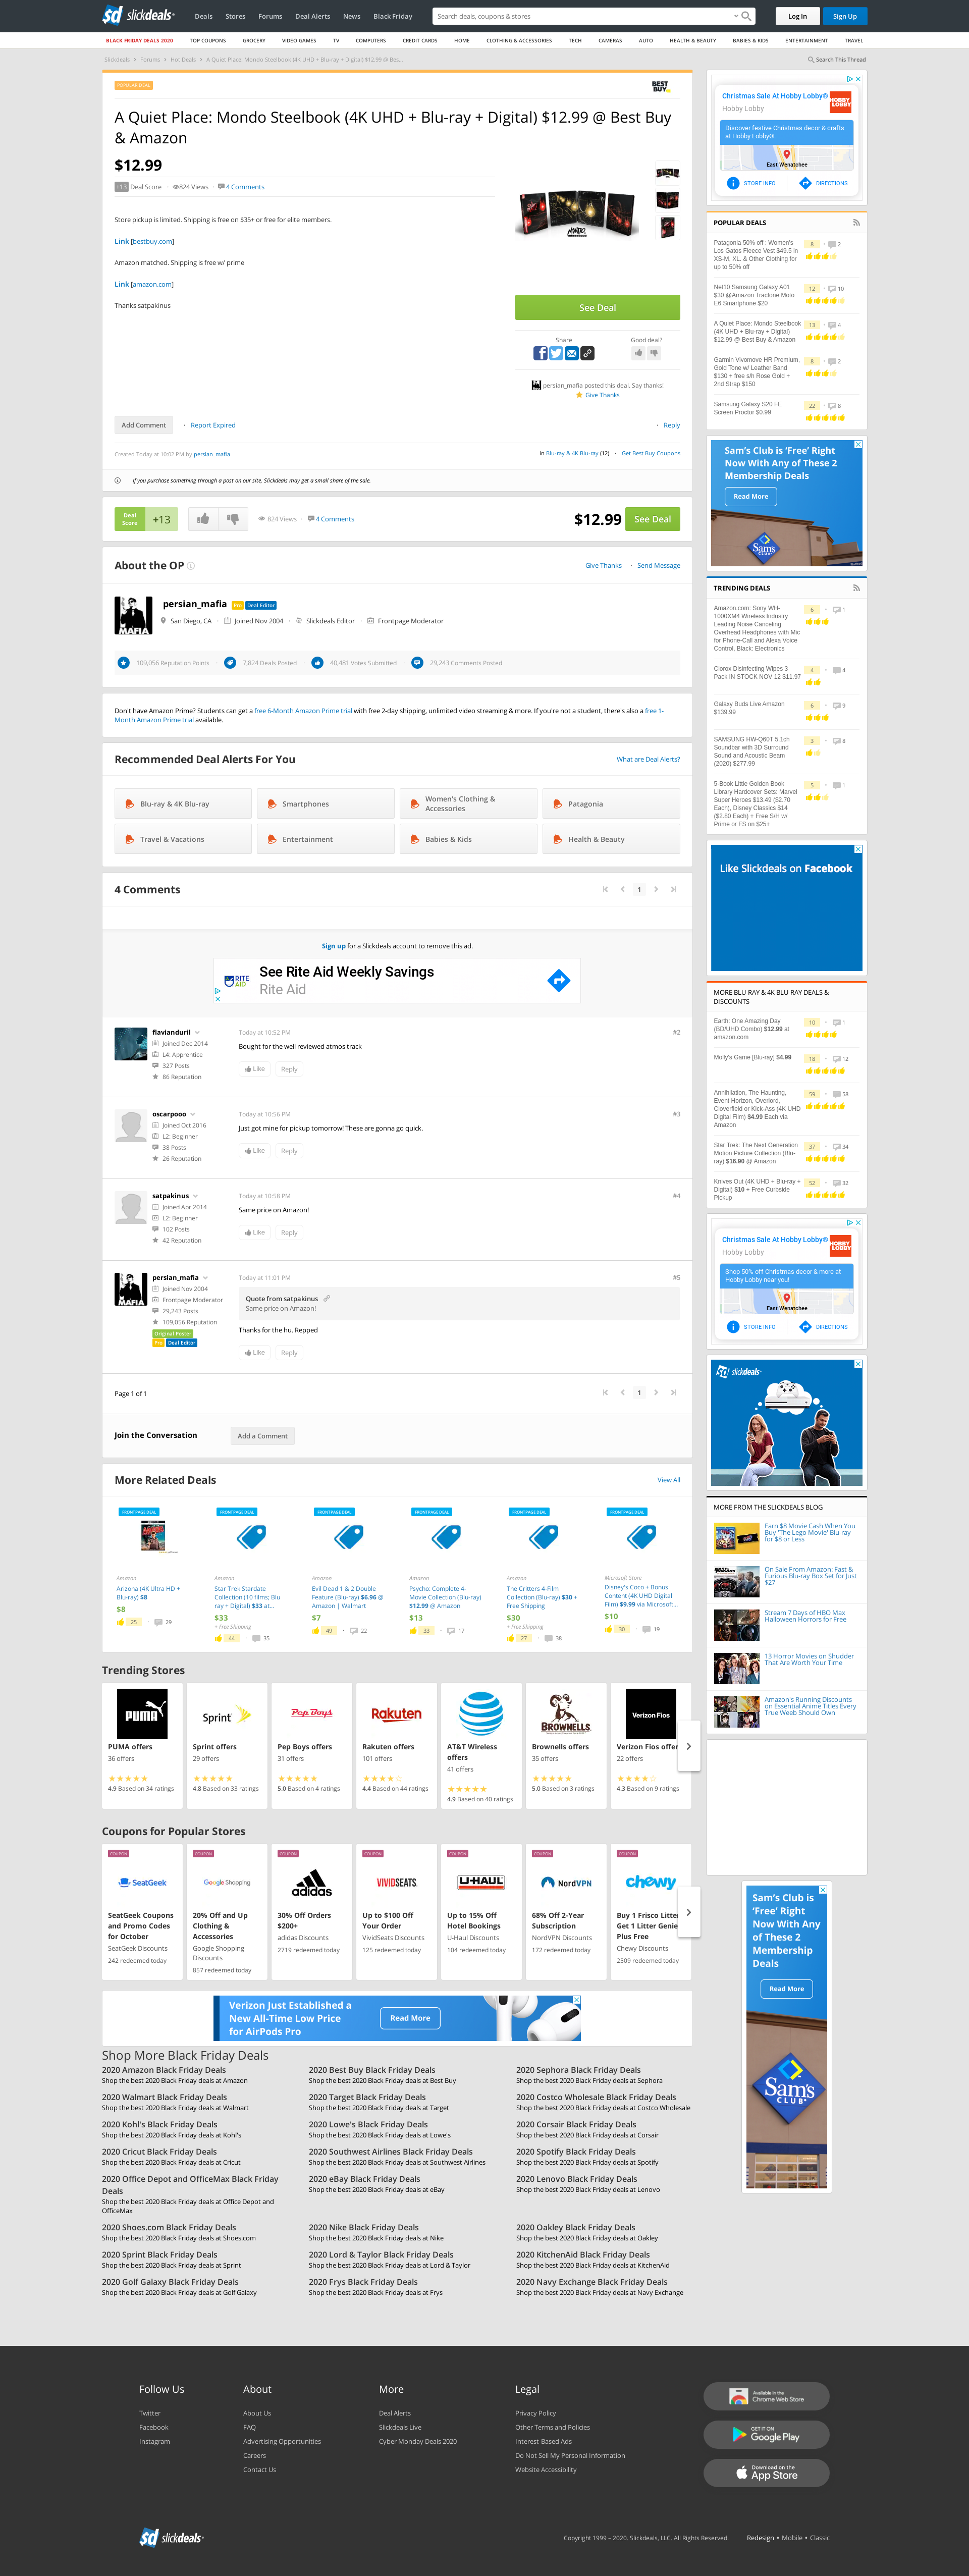 slickdeals
Deals Stores Forums Deal Alerts News Black Friday
Search deals, coupons & stores
Log In
Sign Up
BLACK FRIDAY DEALS 2020 TOP COUPONS GROCERY VIDEO GAMES TV COMPUTERS CREDIT CARDS HOME CLOTHING & ACCESSORIES TECH CAMERAS AUTO HEALTH & BEAUTY BABIES & KIDS ENTERTAINMENT TRAVEL
Slickdeals Forums Hot Deals A Quiet Place: Mondo Steelbook (4K UHD + Blu-ray + Digital) $12.99 @ Bes...
Search This Thread
POPULAR DEAL
BEST BUY
A Quiet Place: Mondo Steelbook (4K UHD + Blu-ray + Digital) $12.99 @ Best Buy
& Amazon
$12.99
+13 Deal Score 824 Views 4 Comments
Store pickup is limited. Shipping is free on $35+ or free for elite members.
Link [bestbuy.com]
Amazon matched. Shipping is free w/ prime
Link [amazon.com]
Thanks satpakinus
See Deal
Share
Good deal?
persian_mafia posted this deal. Say thanks!
Give Thanks
Add Comment
Report Expired
Reply
Created Today at 10:02 PM by persian_mafia
in Blu-ray & 4K Blu-ray (12) Get Best Buy Coupons
If you purchase something through a post on our site, Slickdeals may get a small share of the sale.
Deal Score +13
824 Views 4 Comments
$12.99 See Deal
About the OP
Give Thanks Send Message
persian_mafia Pro Deal Editor
San Diego, CA Joined Nov 2004 Slickdeals Editor Frontpage Moderator
109,056 Reputation Points 7,824 Deals Posted 40,481 Votes Submitted 29,243 Comments Posted
Don't have Amazon Prime? Students can get a free 6-Month Amazon Prime trial with free 2-day shipping, unlimited video streaming & more. If you're not a student, there's also a free 1-
Month Amazon Prime trial available.
Recommended Deal Alerts For You
What are Deal Alerts?
Blu-ray & 4K Blu-ray
Smartphones
Women's Clothing &
Accessories
Patagonia
Travel & Vacations
Entertainment
Babies & Kids
Health & Beauty
4 Comments
1
Sign up for a Slickdeals account to remove this ad.
RITE AID
See Rite Aid Weekly Savings
Rite Aid
flavianduril
Joined Dec 2014
L4: Apprentice
327 Posts
86 Reputation
Today at 10:52 PM
#2
Bought for the well reviewed atmos track
Like Reply
oscarpooo
Joined Oct 2016
L2: Beginner
38 Posts
26 Reputation
Today at 10:56 PM
#3
Just got mine for pickup tomorrow! These are gonna go quick.
Like Reply
satpakinus
Joined Apr 2014
L2: Beginner
102 Posts
42 Reputation
Today at 10:58 PM
#4
Same price on Amazon!
Like Reply
persian_mafia
Joined Nov 2004
Frontpage Moderator
29,243 Posts
109,056 Reputation
Original Poster
Pro Deal Editor
Today at 11:01 PM
#5
Quote from satpakinus
Same price on Amazon!
Thanks for the hu. Repped
Like Reply
Page 1 of 1
1
Join the Conversation
Add a Comment
More Related Deals
View All
FRONTPAGE DEAL
Amazon
Arizona (4K Ultra HD +
Blu-ray) $8
$8
25 29
FRONTPAGE DEAL
Amazon
Star Trek Stardate
Collection (10 films; Blu
ray + Digital) $33 at...
$33
+ Free Shipping
44 35
FRONTPAGE DEAL
Amazon
Evil Dead 1 & 2 Double
Feature (Blu-ray) $6.96 @
Amazon | Walmart
$7
49 22
FRONTPAGE DEAL
Amazon
Psycho: Complete 4-
Movie Collection (Blu-ray)
$12.99 @ Amazon
$13
33 17
FRONTPAGE DEAL
Amazon
The Critters 4-Film
Collection (Blu-ray) $30 +
Free Shipping
$30
+ Free Shipping
27 38
FRONTPAGE DEAL
Microsoft Store
Disney's Coco + Bonus
Content (4K UHD Digital
Film) $9.99 via Microsoft...
$10
30 19
Trending Stores
PUMA
PUMA offers
36 offers
4.9 Based on 34 ratings
Sprint
Sprint offers
29 offers
4.8 Based on 33 ratings
Pep Boys
Pep Boys offers
31 offers
5.0 Based on 4 ratings
Rakuten
Rakuten offers
101 offers
4.4 Based on 44 ratings
AT&T Wireless
offers
41 offers
4.9 Based on 40 ratings
BROWNELLS
Brownells offers
35 offers
5.0 Based on 3 ratings
Verizon Fios
Verizon Fios offer
22 offers
4.3 Based on 9 ratings
Coupons for Popular Stores
COUPON
SeatGeek
SeatGeek Coupons
and Promo Codes
for October
SeatGeek Discounts
242 redeemed today
COUPON
Google Shopping
20% Off and Up
Clothing &
Accessories
Google Shopping
Discounts
857 redeemed today
COUPON
adidas
30% Off Orders
$200+
adidas Discounts
2719 redeemed today
COUPON
VIVIDSEATS
Up to $100 Off
Your Order
VividSeats Discounts
125 redeemed today
COUPON
U-HAUL
Up to 15% Off
Hotel Bookings
U-Haul Discounts
104 redeemed today
COUPON
NordVPN
68% Off 2-Year
Subscription
NordVPN Discounts
172 redeemed today
COUPON
chewy
Buy 1 Frisco Litter
Get 1 Litter Genie
Plus Free
Chewy Discounts
2509 redeemed today
Verizon Just Established a
New All-Time Low Price
for AirPods Pro
Read More
Shop More Black Friday Deals
2020 Amazon Black Friday Deals
Shop the best 2020 Black Friday deals at Amazon
2020 Best Buy Black Friday Deals
Shop the best 2020 Black Friday deals at Best Buy
2020 Sephora Black Friday Deals
Shop the best 2020 Black Friday deals at Sephora
2020 Walmart Black Friday Deals
Shop the best 2020 Black Friday deals at Walmart
2020 Target Black Friday Deals
Shop the best 2020 Black Friday deals at Target
2020 Costco Wholesale Black Friday Deals
Shop the best 2020 Black Friday deals at Costco Wholesale
2020 Kohl's Black Friday Deals
Shop the best 2020 Black Friday deals at Kohl's
2020 Lowe's Black Friday Deals
Shop the best 2020 Black Friday deals at Lowe's
2020 Corsair Black Friday Deals
Shop the best 2020 Black Friday deals at Corsair
2020 Cricut Black Friday Deals
Shop the best 2020 Black Friday deals at Cricut
2020 Southwest Airlines Black Friday Deals
Shop the best 2020 Black Friday deals at Southwest Airlines
2020 Spotify Black Friday Deals
Shop the best 2020 Black Friday deals at Spotify
2020 Office Depot and OfficeMax Black Friday
Deals
Shop the best 2020 Black Friday deals at Office Depot and
OfficeMax
2020 eBay Black Friday Deals
Shop the best 2020 Black Friday deals at eBay
2020 Lenovo Black Friday Deals
Shop the best 2020 Black Friday deals at Lenovo
2020 Shoes.com Black Friday Deals
Shop the best 2020 Black Friday deals at Shoes.com
2020 Nike Black Friday Deals
Shop the best 2020 Black Friday deals at Nike
2020 Oakley Black Friday Deals
Shop the best 2020 Black Friday deals at Oakley
2020 Sprint Black Friday Deals
Shop the best 2020 Black Friday deals at Sprint
2020 Lord & Taylor Black Friday Deals
Shop the best 2020 Black Friday deals at Lord & Taylor
2020 KitchenAid Black Friday Deals
Shop the best 2020 Black Friday deals at KitchenAid
2020 Golf Galaxy Black Friday Deals
Shop the best 2020 Black Friday deals at Golf Galaxy
2020 Frys Black Friday Deals
Shop the best 2020 Black Friday deals at Frys
2020 Navy Exchange Black Friday Deals
Shop the best 2020 Black Friday deals at Navy Exchange
Christmas Sale At Hobby Lobby®
Hobby Lobby
HOBBY LOBBY
Discover festive Christmas decor & crafts
at Hobby Lobby®.
East Wenatchee
STORE INFO DIRECTIONS
POPULAR DEALS
Patagonia 50% off : Women's
Los Gatos Fleece Vest $49.5 in
XS-M, XL, & Other Clothing for
up to 50% off
8 2
Net10 Samsung Galaxy A01
$30 @Amazon Tracfone Moto
E6 Smartphone $20
12 10
A Quiet Place: Mondo Steelbook
(4K UHD + Blu-ray + Digital)
$12.99 @ Best Buy & Amazon
13 4
Garmin Vivomove HR Premium,
Gold Tone w/ Leather Band
$130 + free s/h Rose Gold +
2nd Strap $150
8 2
Samsung Galaxy S20 FE
Screen Proctor $0.99
22 8
Sam's Club is 'Free' Right
Now With Any of These 2
Membership Deals
Read More
Sam's Club
TRENDING DEALS
Amazon.com: Sony WH-
1000XM4 Wireless Industry
Leading Noise Canceling
Overhead Headphones with Mic
for Phone-Call and Alexa Voice
Control, Black: Electronics
6 1
Clorox Disinfecting Wipes 3
Pack IN STOCK NOV 12 $11.97
4 4
Galaxy Buds Live Amazon
$139.99
6 9
SAMSUNG HW-Q60T 5.1ch
Soundbar with 3D Surround
Sound and Acoustic Beam
(2020) $277.99
3 8
5-Book Little Golden Book
Library Hardcover Sets: Marvel
Super Heroes $13.49 ($2.70
Each), Disney Classics $14
($2.80 Each) + Free S/H w/
Prime or FS on $25+
5 1
Like Slickdeals on Facebook
MORE BLU-RAY & 4K BLU-RAY DEALS &
DISCOUNTS
Earth: One Amazing Day
(BD/UHD Combo) $12.99 at
amazon.com
10 1
Molly's Game [Blu-ray] $4.99
18 12
Annihilation, The Haunting,
Event Horizon, Overlord,
Cloverfield or Kick-Ass (4K UHD
Digital Film) $4.99 Each via
Amazon
59 58
Star Trek: The Next Generation
Motion Picture Collection (Blu-
ray) $16.90 @ Amazon
37 34
Knives Out (4K UHD + Blu-ray +
Digital) $10 + Free Curbside
Pickup
52 32
Christmas Sale At Hobby Lobby®
Hobby Lobby
HOBBY LOBBY
Shop 50% off Christmas decor & more at
Hobby Lobby near you!
East Wenatchee
STORE INFO DIRECTIONS
slickdeals
MORE FROM THE SLICKDEALS BLOG
Earn $8 Movie Cash When You
Buy 'The Lego Movie' Blu-ray
for $8 or Less
On Sale From Amazon: Fast &
Furious Blu-ray Box Set for Just
$27
Stream 7 Days of HBO Max
Halloween Horrors for Free
13 Horror Movies on Shudder
That Are Worth Your Time
Amazon's Running Discounts
on Essential Anime Titles Every
True Weeb Should Own
Sam's Club is
'Free' Right
Now With Any
of These 2
Membership
Deals
Read More
Sam's CLUB
Follow Us
Twitter
Facebook
Instagram
About
About Us
FAQ
Advertising Opportunities
Careers
Contact Us
More
Deal Alerts
Slickdeals Live
Cyber Monday Deals 2020
Legal
Privacy Policy
Other Terms and Policies
Interest-Based Ads
Do Not Sell My Personal Information
Website Accessibility
Available in the
Chrome Web Store
GET IT ON
Google Play
Download on the
App Store
slickdeals
Copyright 1999 – 2020. Slickdeals, LLC. All Rights Reserved. Redesign • Mobile • Classic